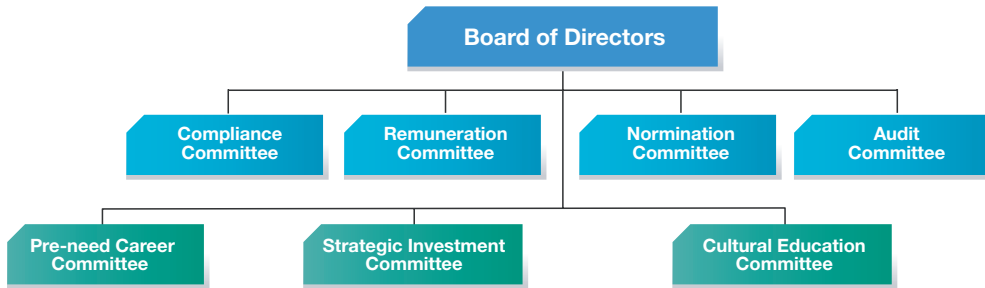 Board of Directors
Compliance
Committee
Remuneration
Committee
Normination
Committee
Audit
Committee
Pre-need Career
Committee
Strategic Investment
Committee
Cultural Education
Committee